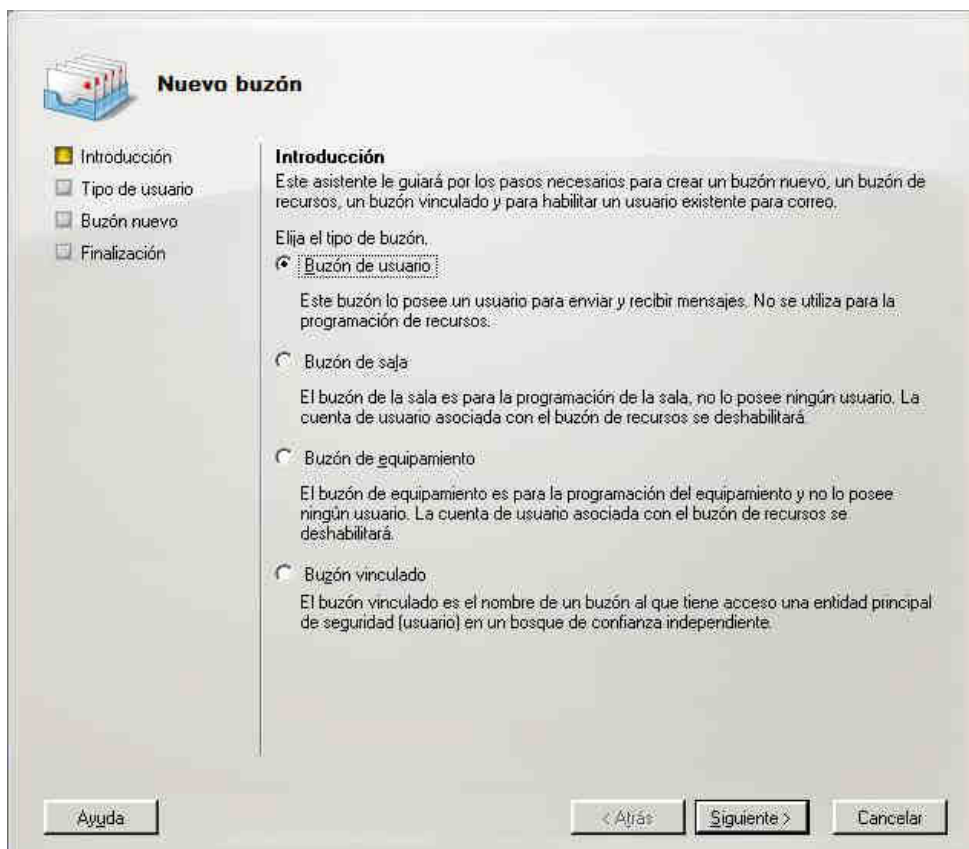 Nuevo buzón
Introducción
Tipo de usuario
Buzón nuevo
Finalización
Introducción
Este asistente le guiará por los pasos necesarios para crear un buzón nuevo, un buzón de
recursos, un buzón vinculado y para habilitar un usuario existente para correo.
Elija el tipo de buzón.
Buzón de usuario
Este buzón lo posee un usuario para enviar y recibir mensajes. No se utiliza para la
programación de recursos.
Buzón de sala
El buzón de la sala es para la programación de la sala, no lo posee ningún usuario. La
cuenta de usuario asociada con el buzón de recursos se deshabilitará.
Buzón de equipamiento
El buzón de equipamiento es para la programación del equipamiento y no lo posee
ningún usuario. La cuenta de usuario asociada con el buzón de recursos se
deshabilitará.
Buzón vinculado
El buzón vinculado es el nombre de un buzón al que tiene acceso una entidad principal
de seguridad (usuario) en un bosque de confianza independiente.
Ayuda
< Atrás
Siguiente >
Cancelar